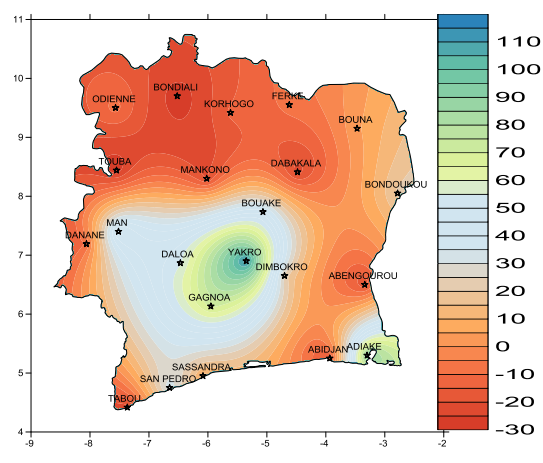 11
110
100
90
80
70
60
50
40
30
20
10
0
-10
-20
-30
10
9
8
7
6
5
4
BONDIALI
ODIENNE
FERKE
KORHOGO
BOUNA
TOUBA
DABAKALA
MANKONO
BONDOUKOU
BOUAKE
MAN
DANANE
DALOA
YAKRO
DIMBOKRO
ABENGOUROU
GAGNOA
ABIDJAN
ADIAKE
SASSANDRA
SAN PEDRO
TABOU
-9 -8 -7 -6 -5 -4 -3 -2